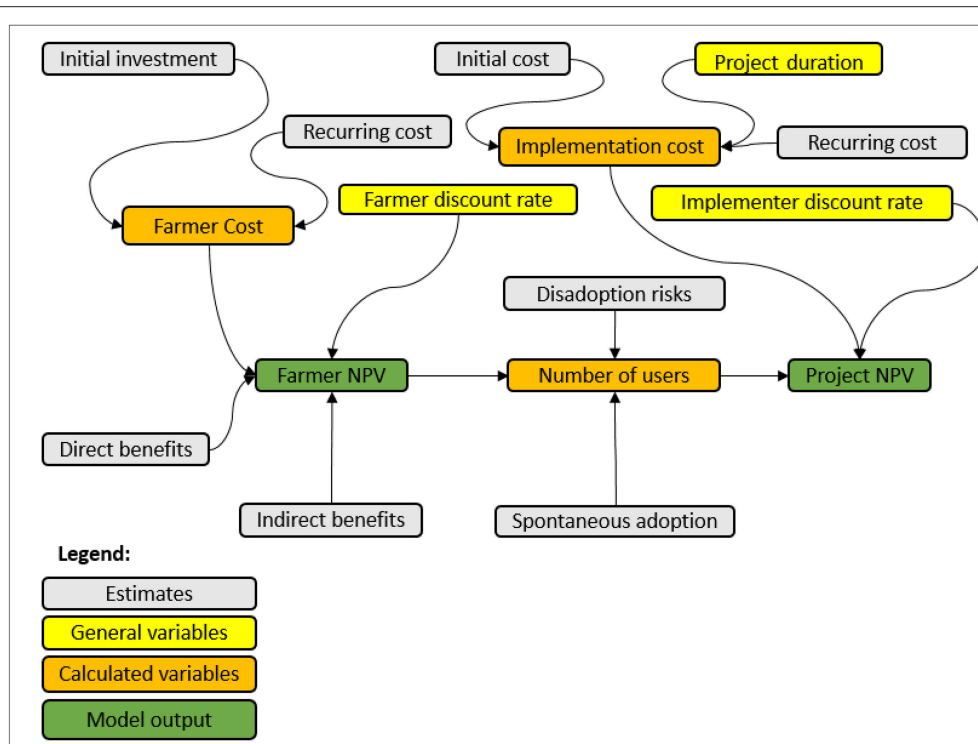 Initial investment
Initial cost
Project duration
Recurring cost
Implementation cost
Recurring cost
Farmer discount rate
Implementer discount rate
Farmer Cost
Disadoption risks
Farmer NPV
Number of users
Project NPV
Direct benefits
Indirect benefits
Spontaneous adoption
Legend:
Estimates
General variables
Calculated variables
Model output